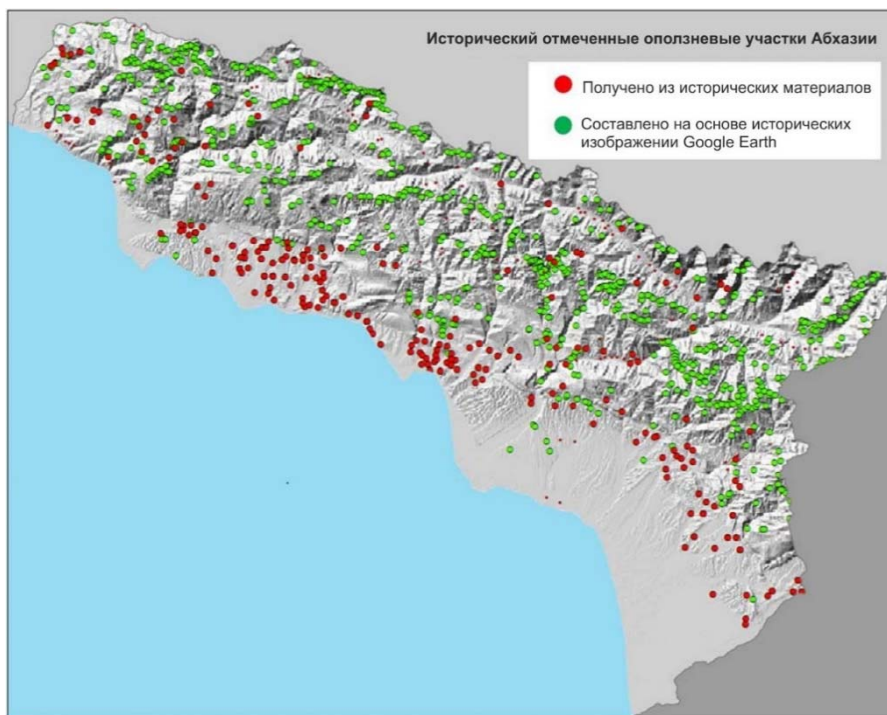 Исторический отмеченные оползневые участки Абхазии
Получено из исторических материалов
Составлено на основе исторических
изображении Google Earth